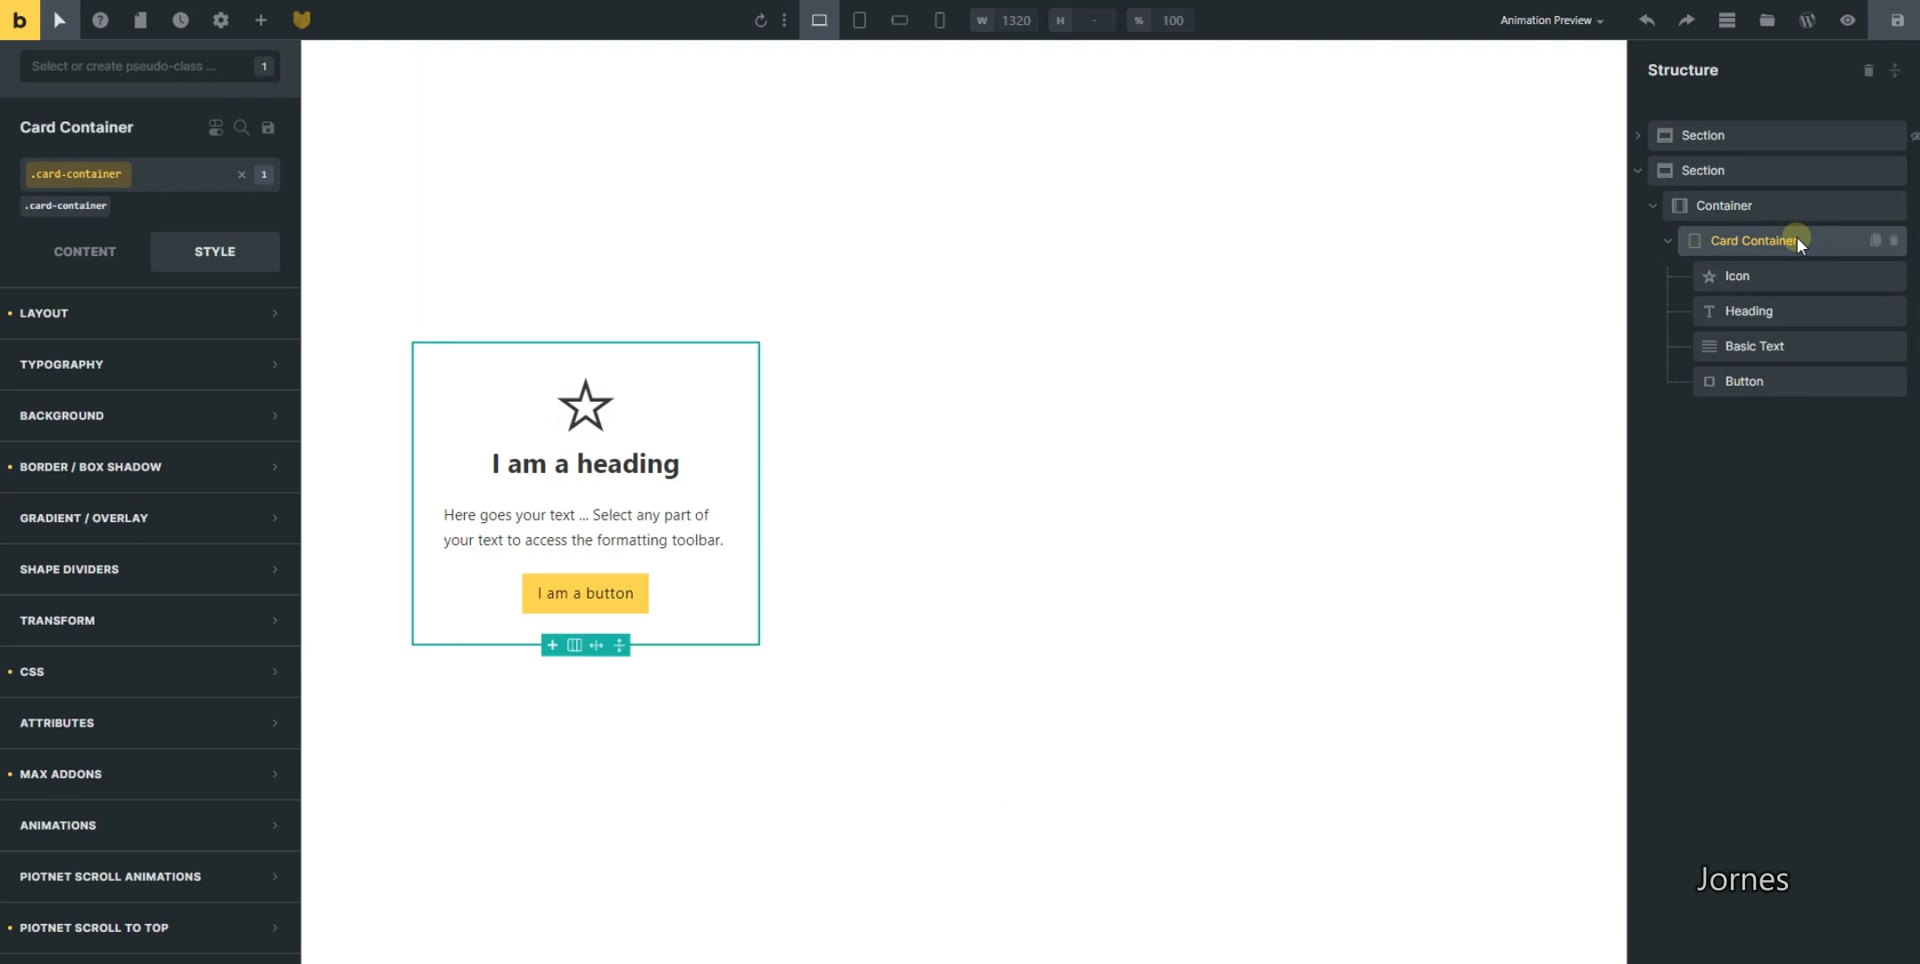 b
W 1320 H - % 100
Animation Preview
Select or create pseudo-class ... 1
Card Container
.card-container × 1
.card-container
CONTENT STYLE
LAYOUT
TYPOGRAPHY
BACKGROUND
BORDER / BOX SHADOW
GRADIENT / OVERLAY
SHAPE DIVIDERS
TRANSFORM
CSS
ATTRIBUTES
MAX ADDONS
ANIMATIONS
PIOTNET SCROLL ANIMATIONS
PIOTNET SCROLL TO TOP
I am a heading
Here goes your text ... Select any part of
your text to access the formatting toolbar.
I am a button
Structure
Section
Section
Container
Card Container
Icon
Heading
Basic Text
Button
Jornes